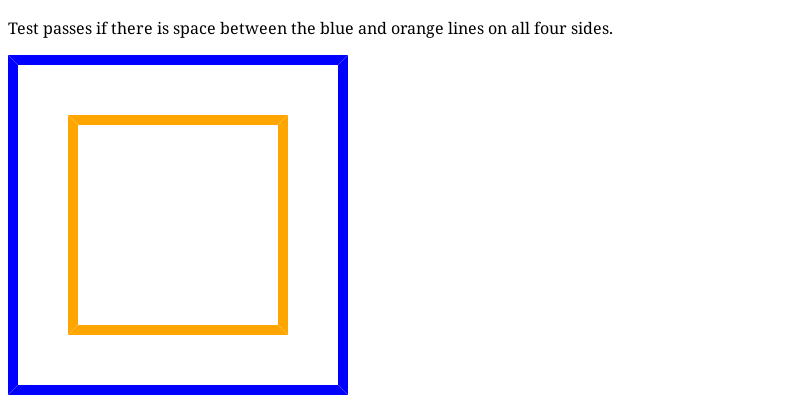 Test passes if there is space between the blue and orange lines on all four sides.